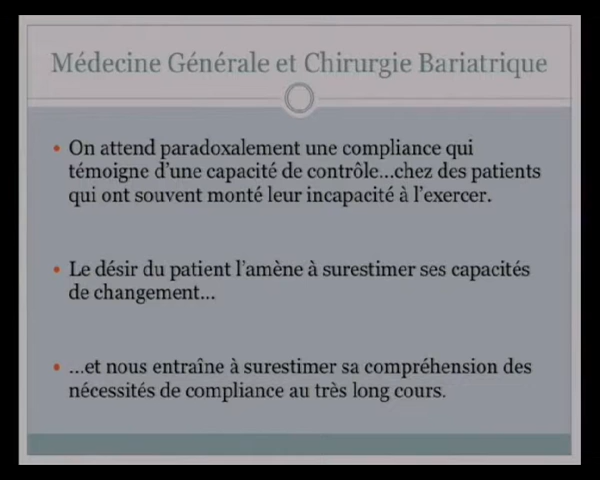 Médecine Générale et Chirurgie Bariatrique
• On attend paradoxalement une compliance qui
témoigne d'une capacité de contrôle...chez des patients
qui ont souvent monté leur incapacité à l'exercer.
• Le désir du patient l'amène à surestimer ses capacités
de changement...
• ...et nous entraîne à surestimer sa compréhension des
nécessités de compliance au très long cours.